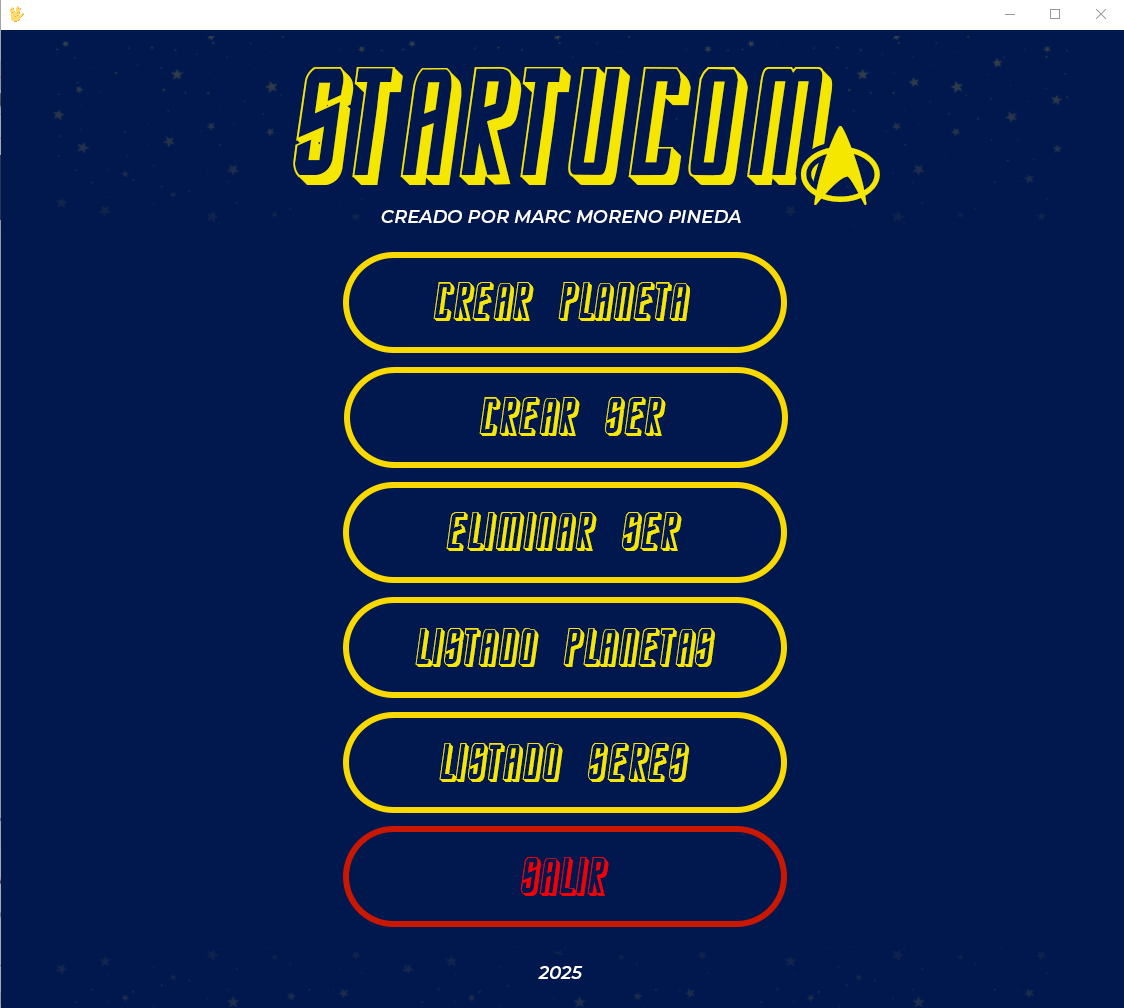 STARTUCOM
CREADO POR MARC MORENO PINEDA
CREAR PLANETA
CREAR SER
ELIMINAR SER
LISTADO PLANETAS
LISTADO SERES
SALIR
2025